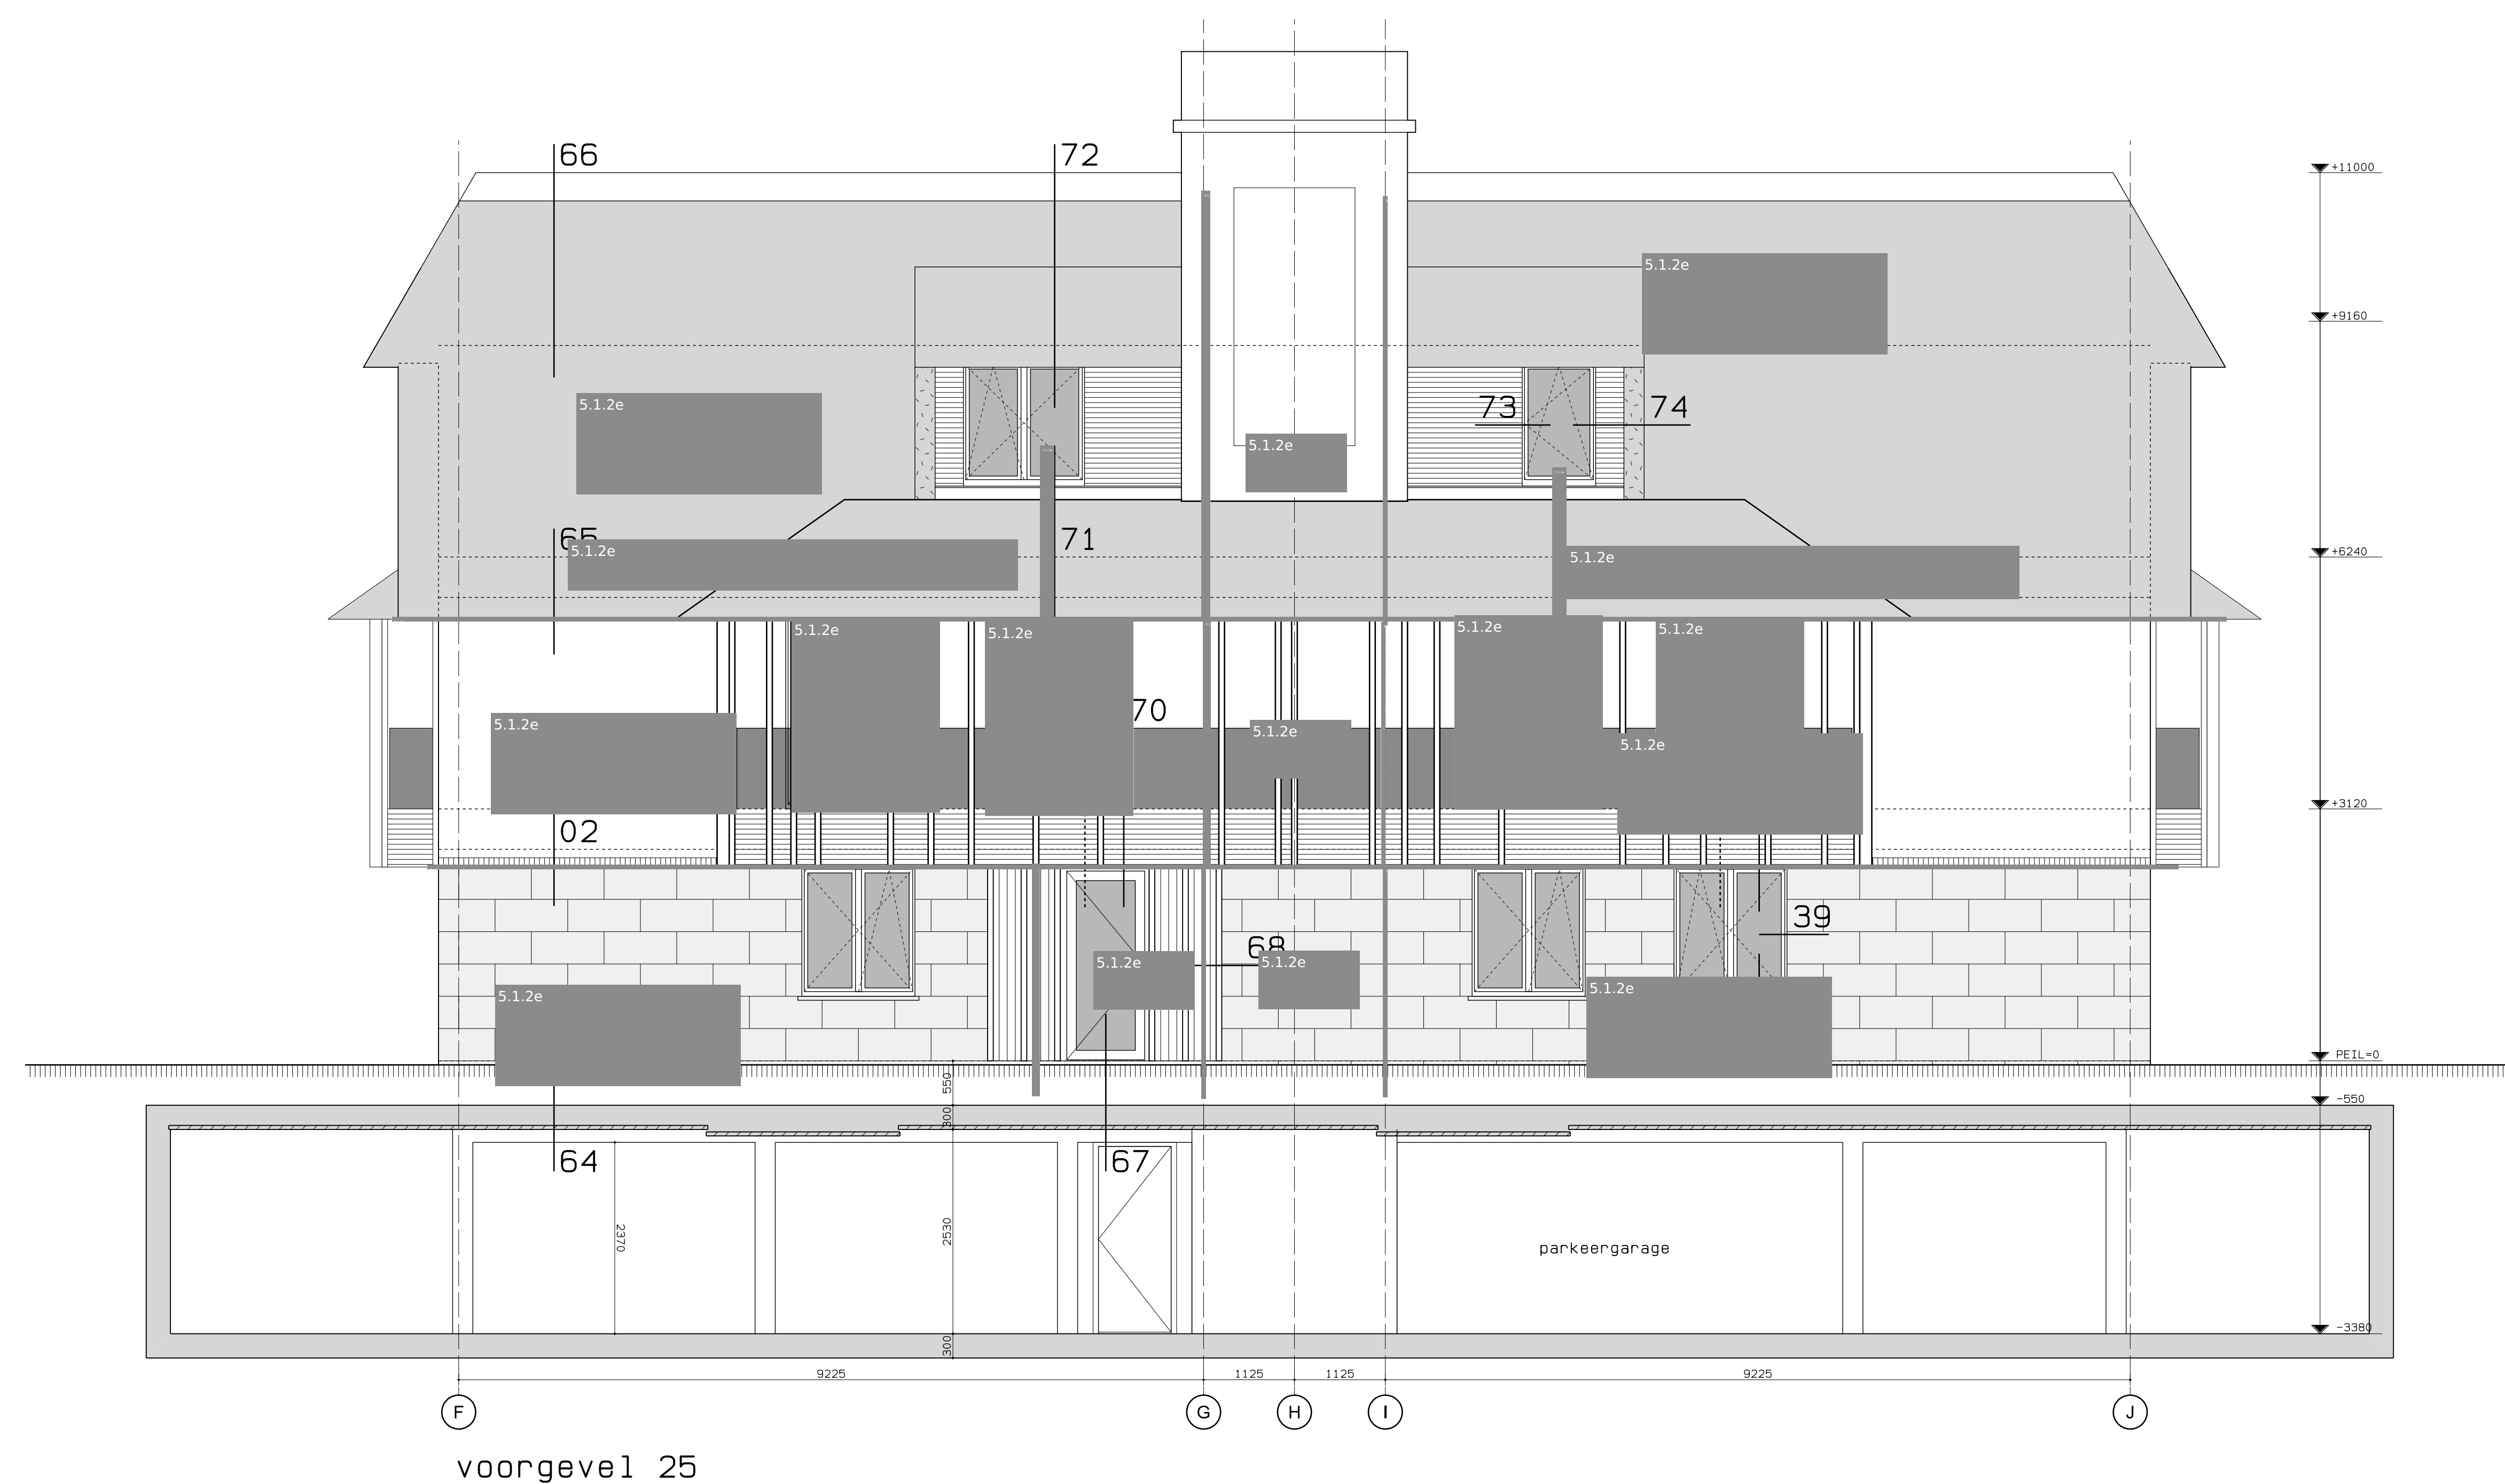 66
72
+11000
5.1.2e
+9160
5.1.2e
73
74
5.1.2e
65
71
5.1.2e
5.1.2e
+6240
5.1.2e
5.1.2e
5.1.2e
5.1.2e
70
5.1.2e
5.1.2e
5.1.2e
+3120
02
39
68
5.1.2e
5.1.2e
5.1.2e
5.1.2e
PEIL=0
550
-550
300
64
67
2370
2530
parkeergarage
-3380
300
9225
1125
1125
9225
F
G
H
I
J
voorgevel 25